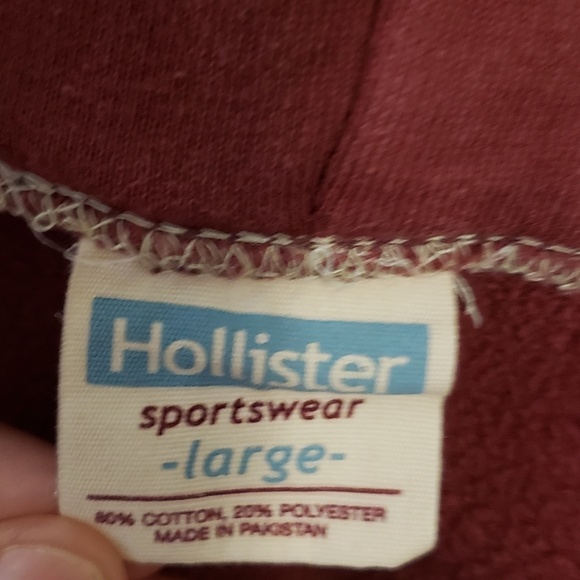 Hollister
sportswear
-large-
80% COTTON, 20% POLYESTER
MADE IN PAKISTAN